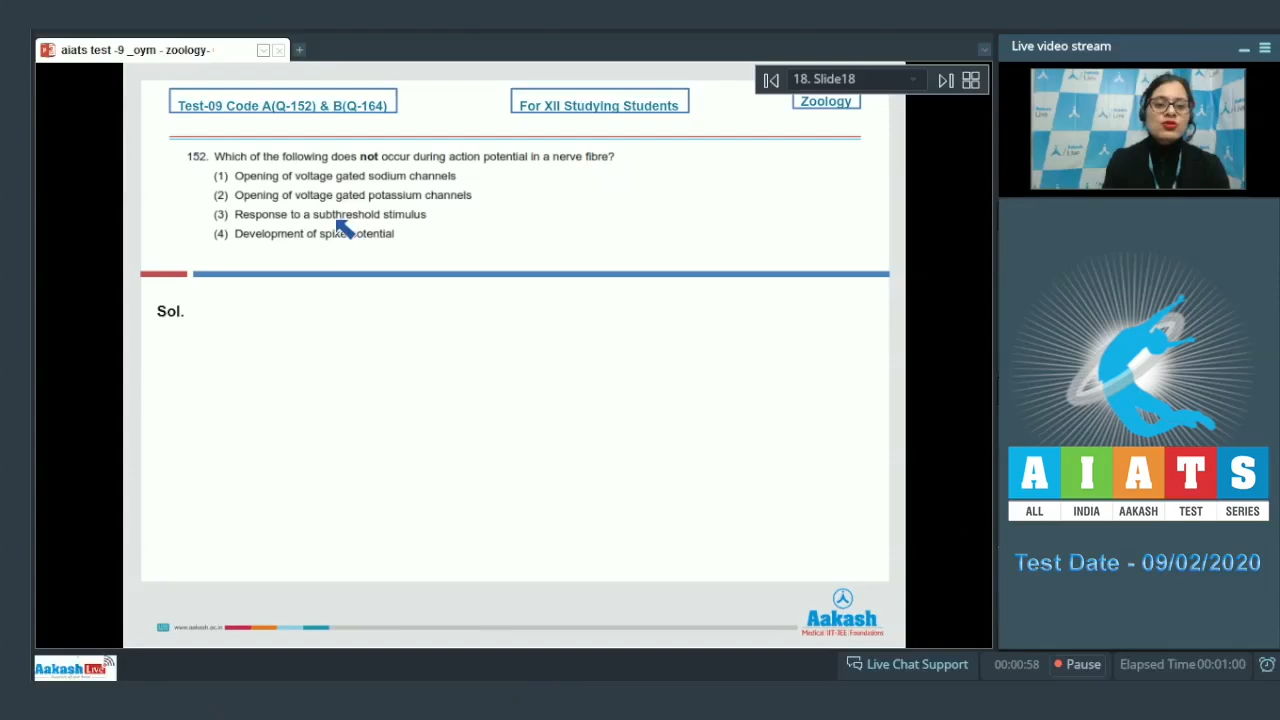 aiats test -9 _oym - zoology-
Live video stream
18. Slide18
Test-09 Code A(Q-152) & B(Q-164)
For XII Studying Students
Zoology
152. Which of the following does not occur during action potential in a nerve fibre?
(1) Opening of voltage gated sodium channels
(2) Opening of voltage gated potassium channels
(3) Response to a subthreshold stimulus
(4) Development of spike potential
Sol.
A I A T S
ALL INDIA AAKASH TEST SERIES
Test Date - 09/02/2020
www.aakash.ac.in
Aakash
Medical IIT-JEE Foundations
Aakash Live
Live Chat Support
00:00:58
Pause
Elapsed Time 00:01:00